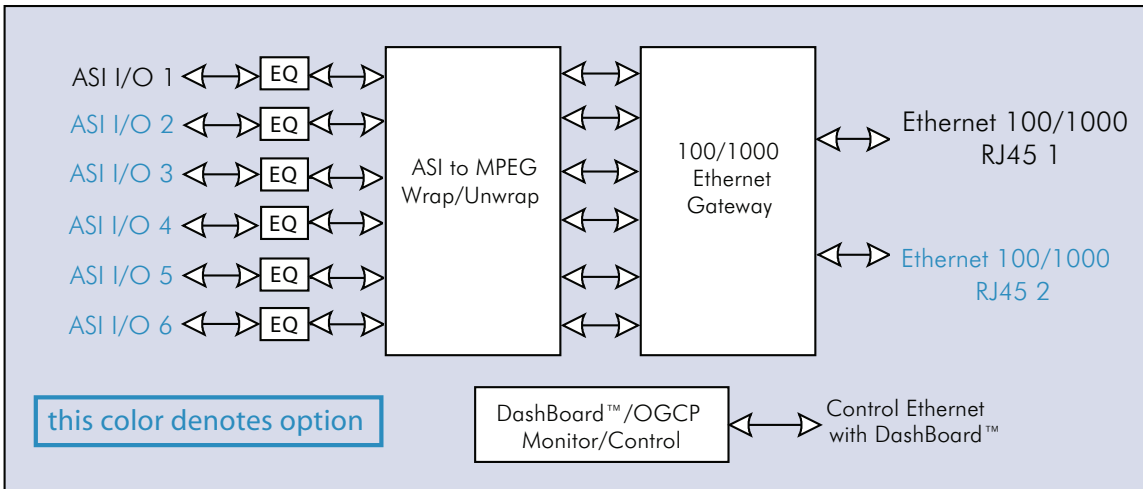 ASI I/O 1
EQ
ASI I/O 2
EQ
ASI I/O 3
EQ
ASI I/O 4
EQ
ASI I/O 5
EQ
ASI I/O 6
EQ
ASI to MPEG
Wrap/Unwrap
100/1000
Ethernet
Gateway
Ethernet 100/1000
RJ45 1
Ethernet 100/1000
RJ45 2
this color denotes option
DashBoard™/OGCP
Monitor/Control
Control Ethernet
with DashBoard™